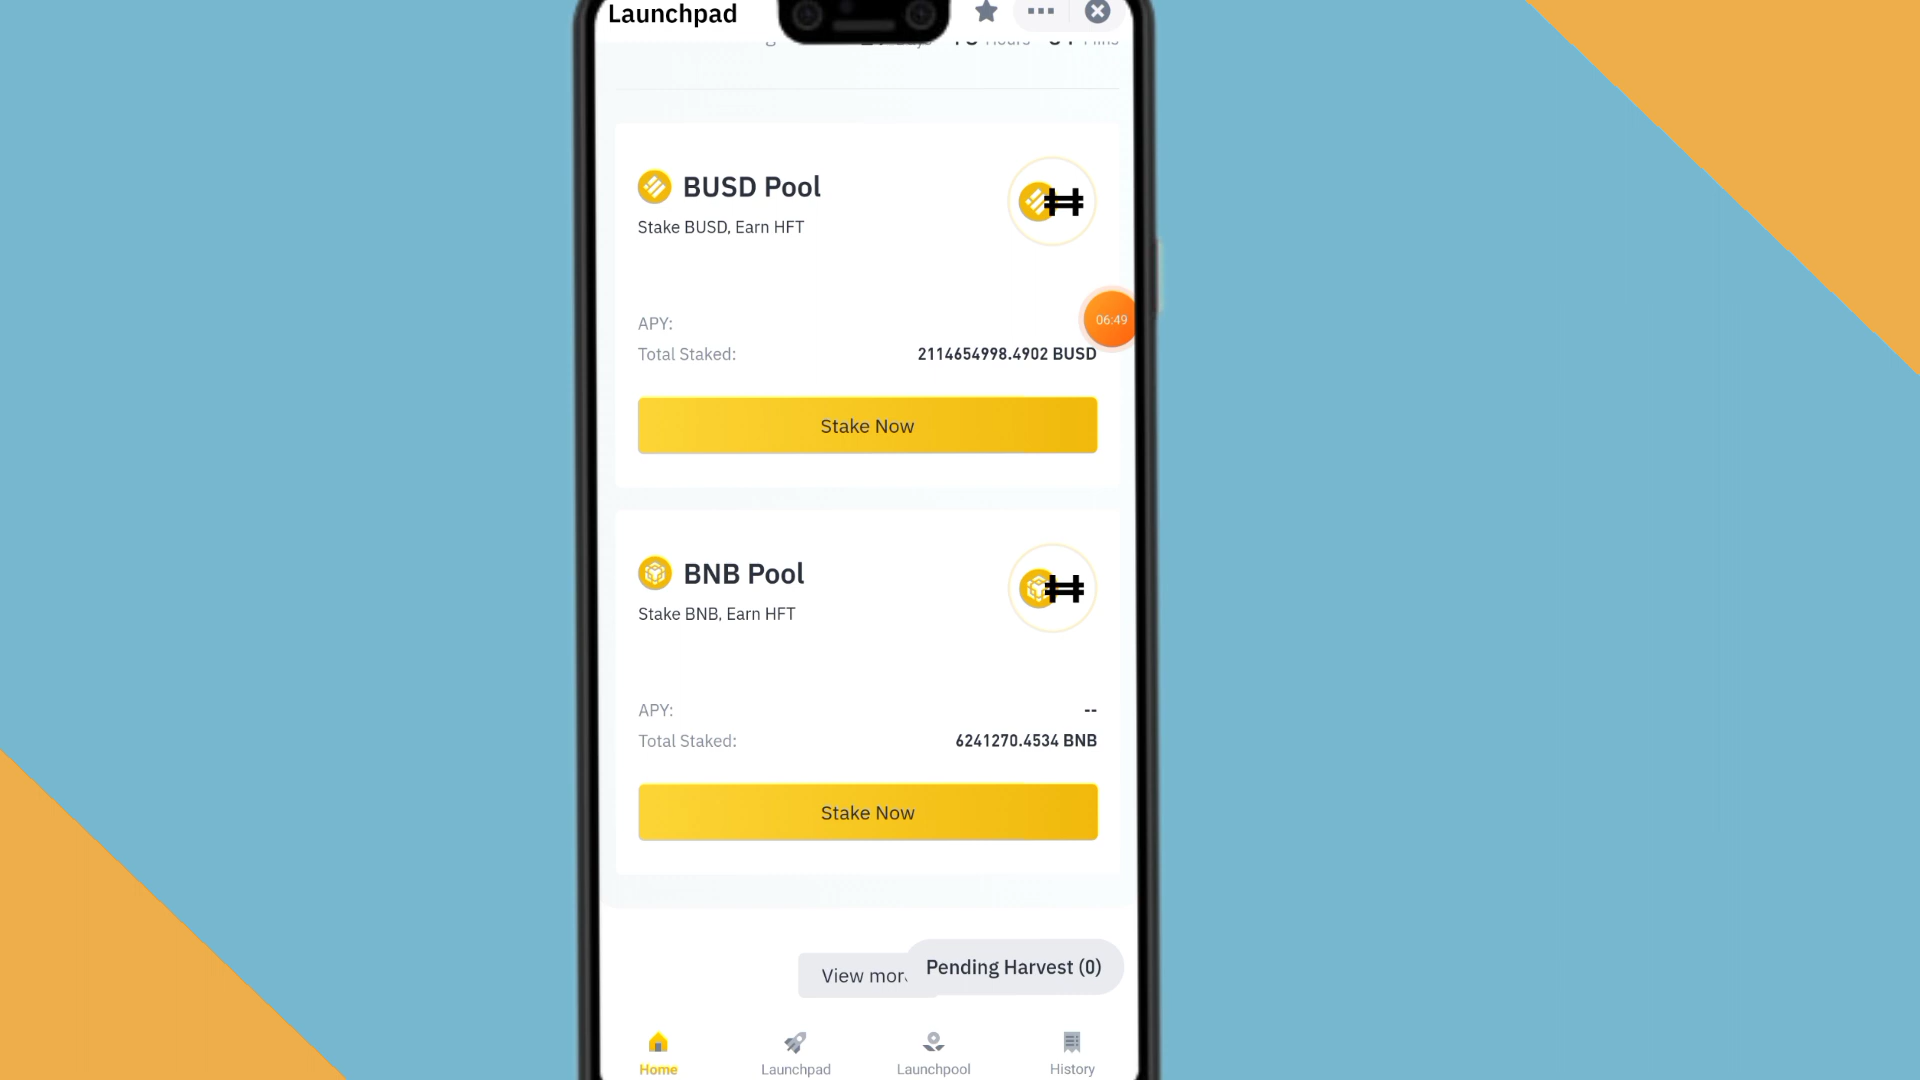 Launchpad
BUSD Pool
Stake BUSD, Earn HFT
06:49
APY:
Total Staked: 2114654998.4902 BUSD
Stake Now
BNB Pool
Stake BNB, Earn HFT
APY: --
Total Staked: 6241270.4534 BNB
Stake Now
View mor
Pending Harvest (0)
Home Launchpad Launchpool History